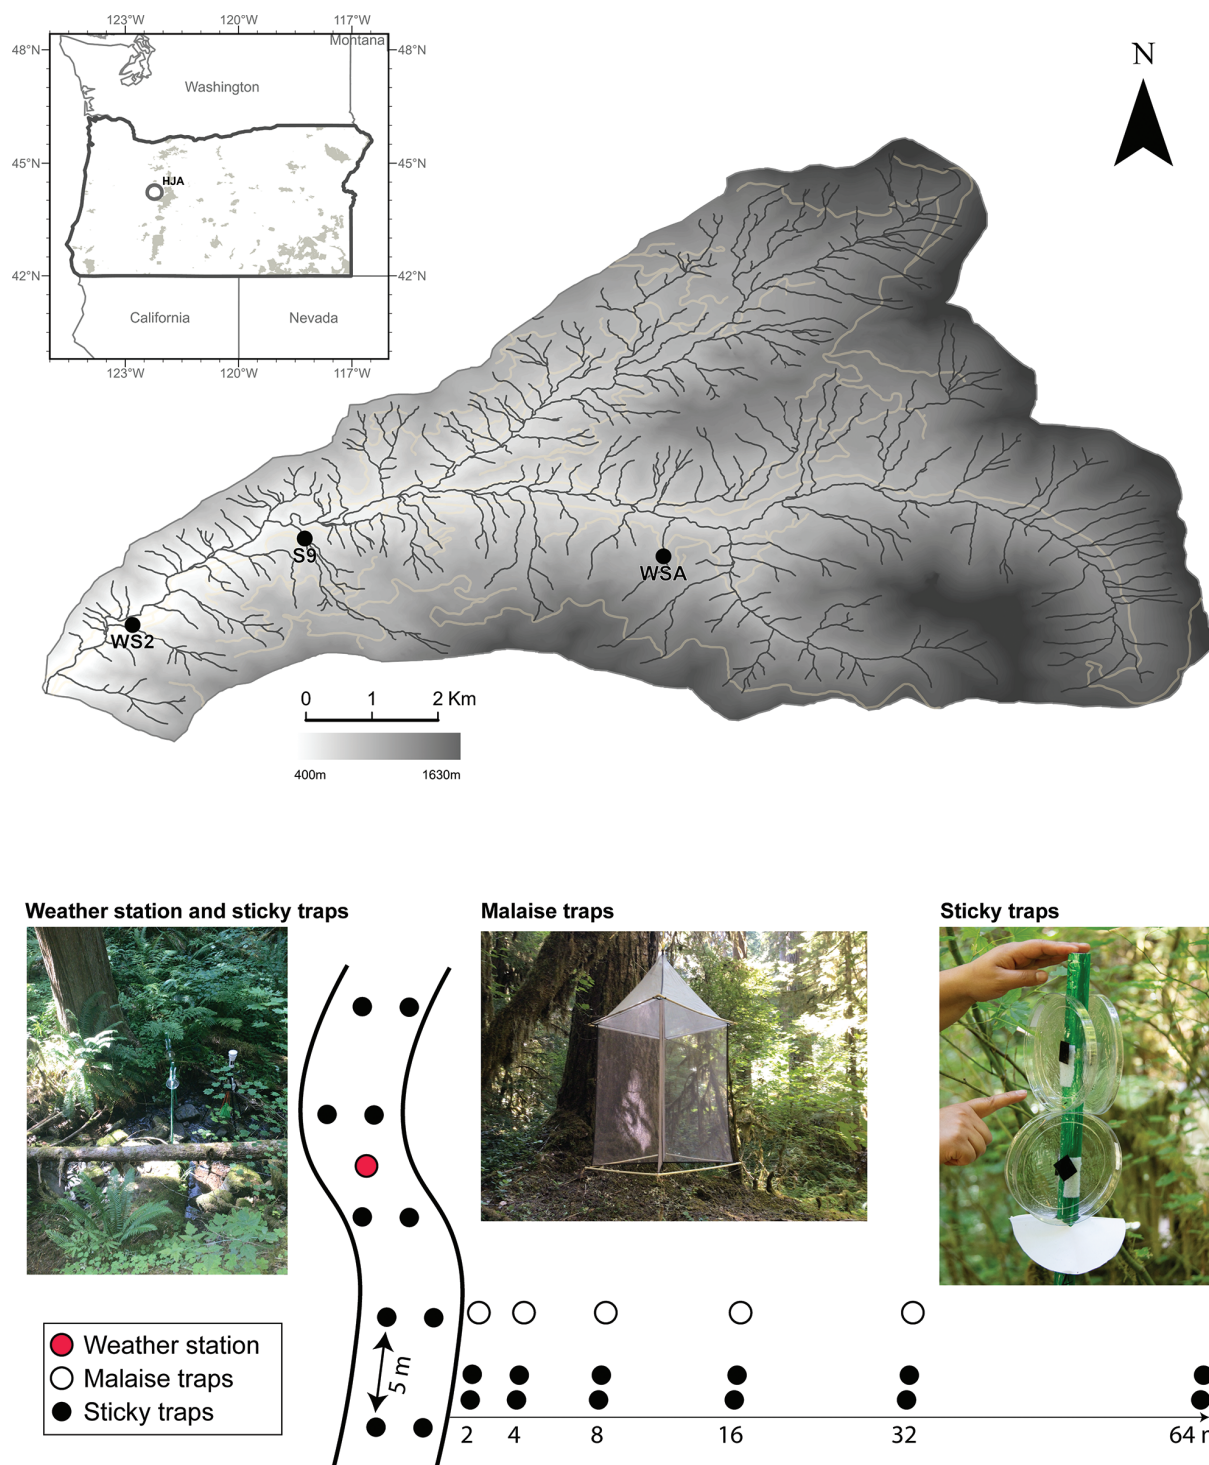 123°W 120°W 117°W
48°N Montana 48°N
Washington
45°N 45°N
HJA
42°N 42°N
California Nevada
123°W 120°W 117°W
N
S9
WSA
WS2
0 1 2 Km
400m 1630m
Weather station and sticky traps
Malaise traps
Sticky traps
Weather station
Malaise traps
Sticky traps
5 m
2 4 8 16 32 64